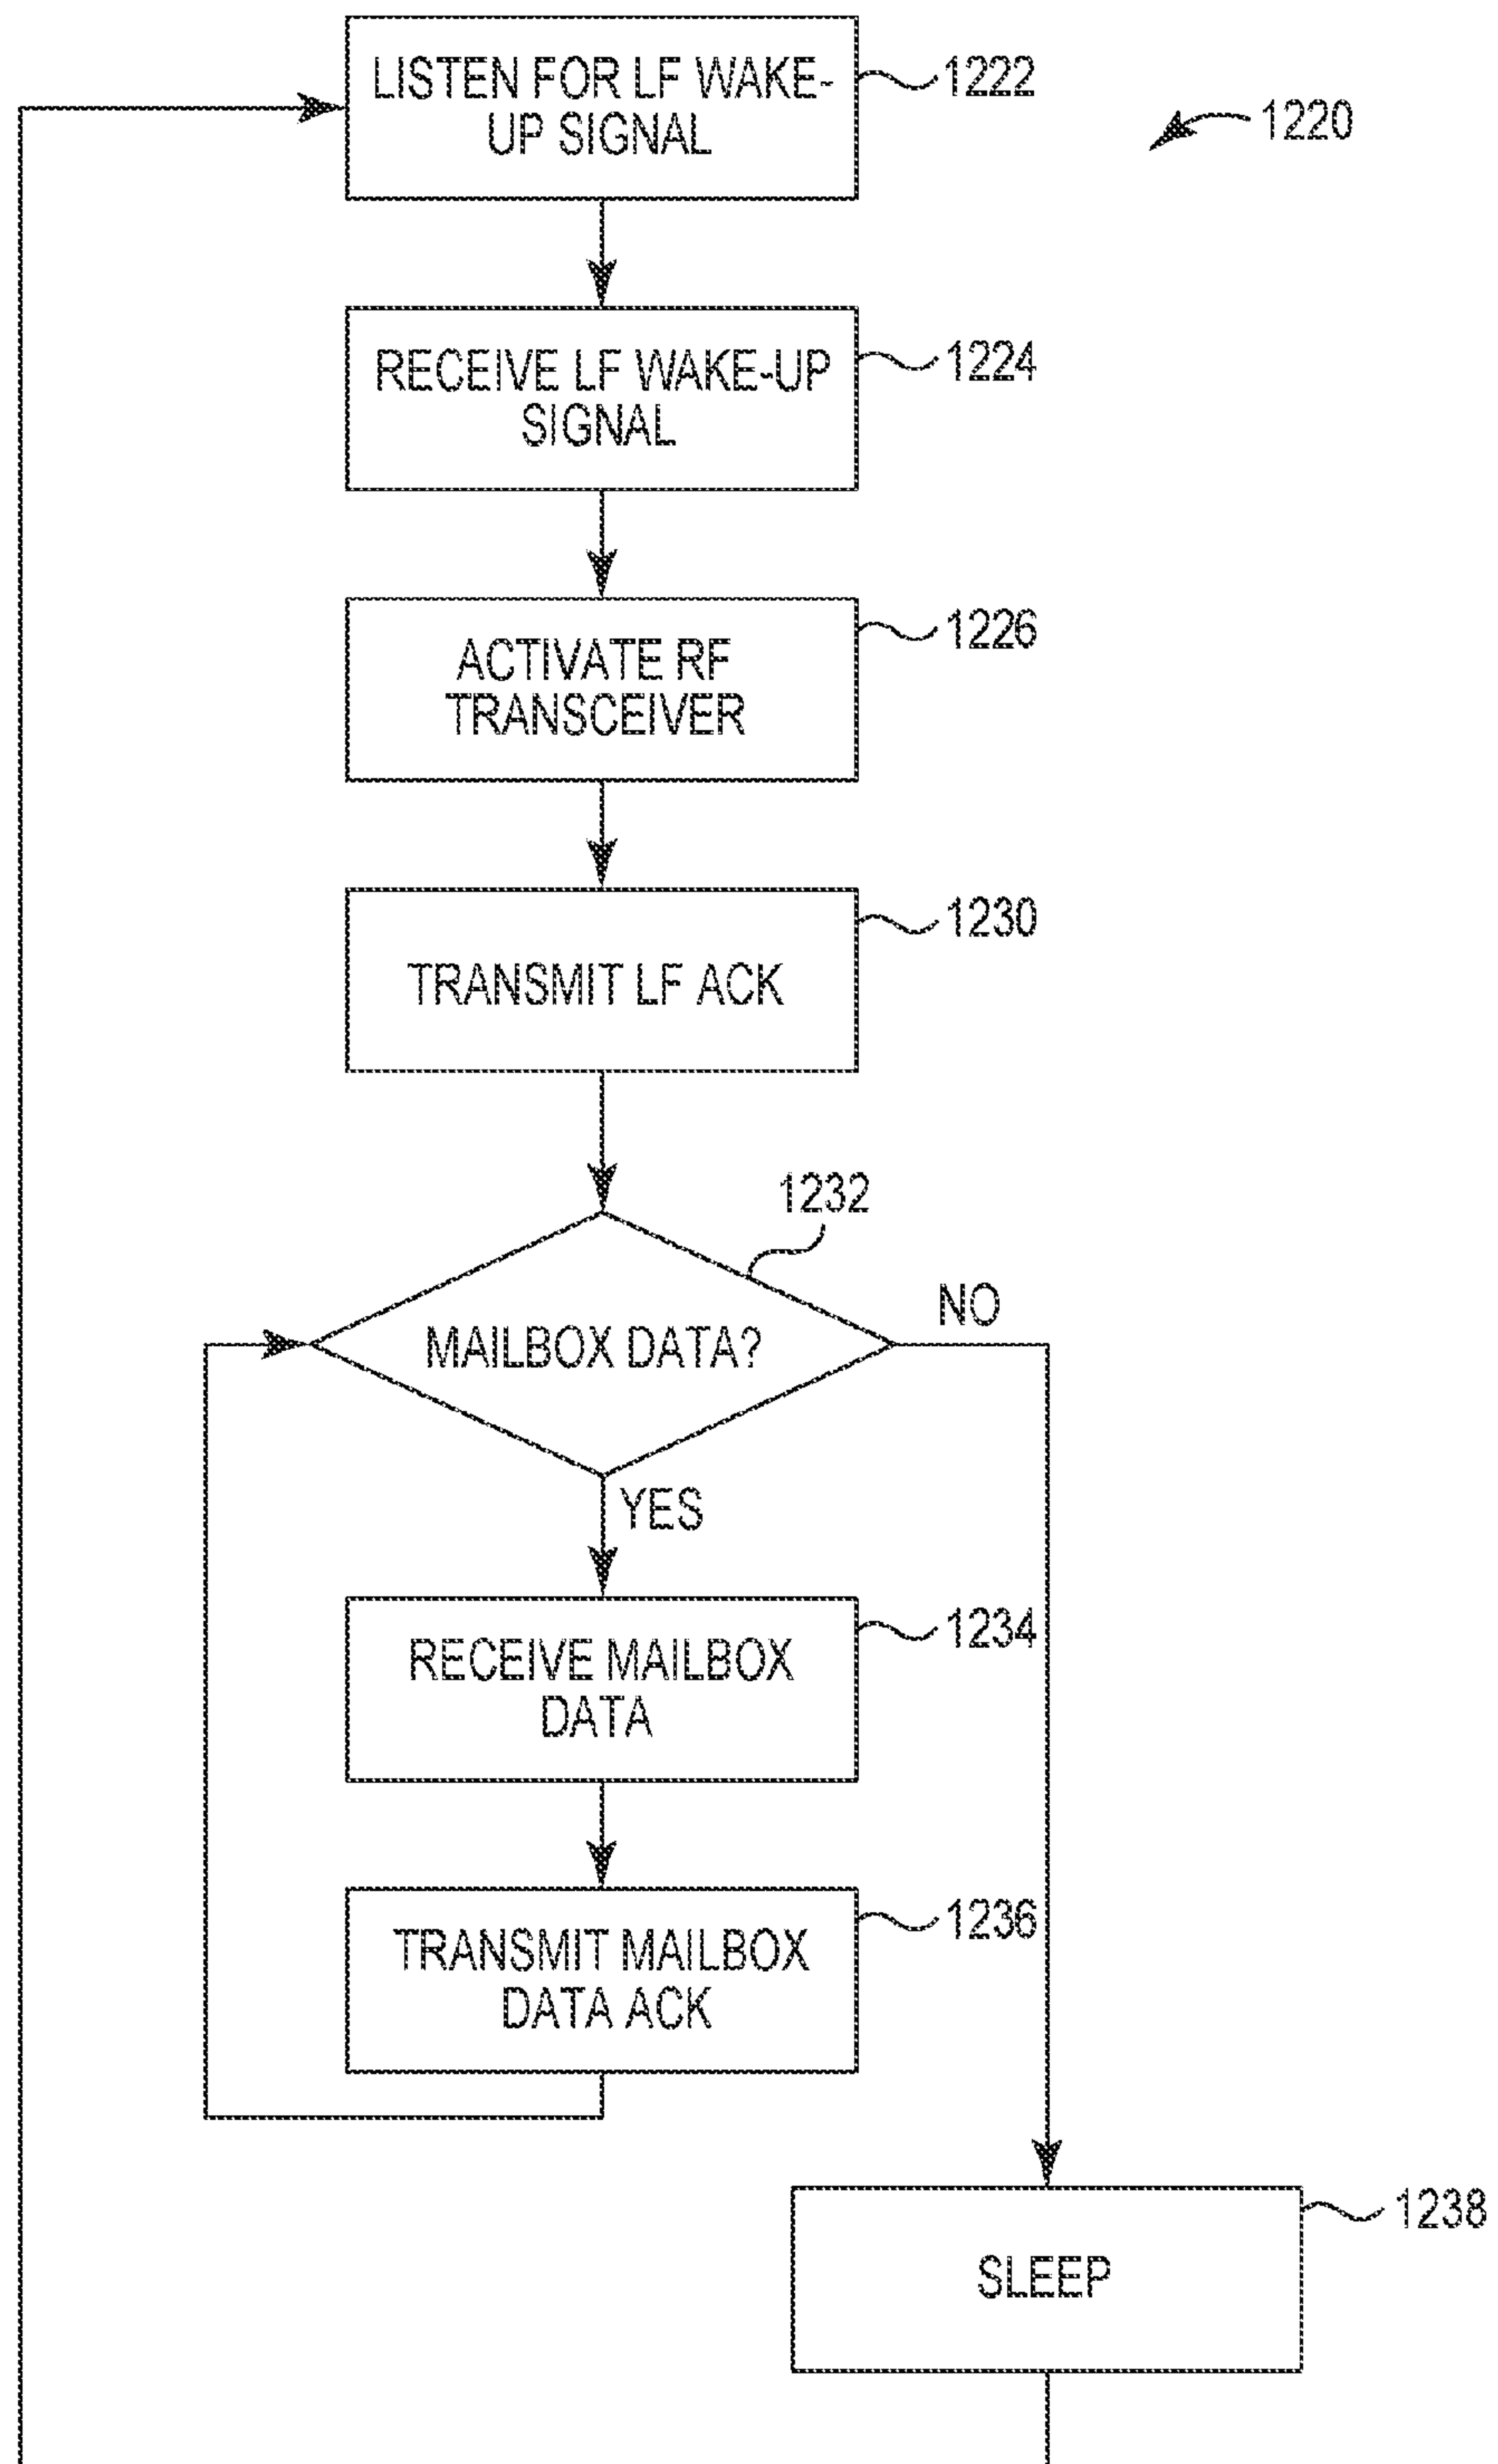 LISTEN FOR LF WAKE-
UP SIGNAL
1222
1220
RECEIVE LF WAKE-UP
SIGNAL
1224
ACTIVATE RF
TRANSCEIVER
1226
TRANSMIT LF ACK
1230
1232
MAILBOX DATA?
NO
YES
RECEIVE MAILBOX
DATA
1234
TRANSMIT MAILBOX
DATA ACK
1236
SLEEP
1238